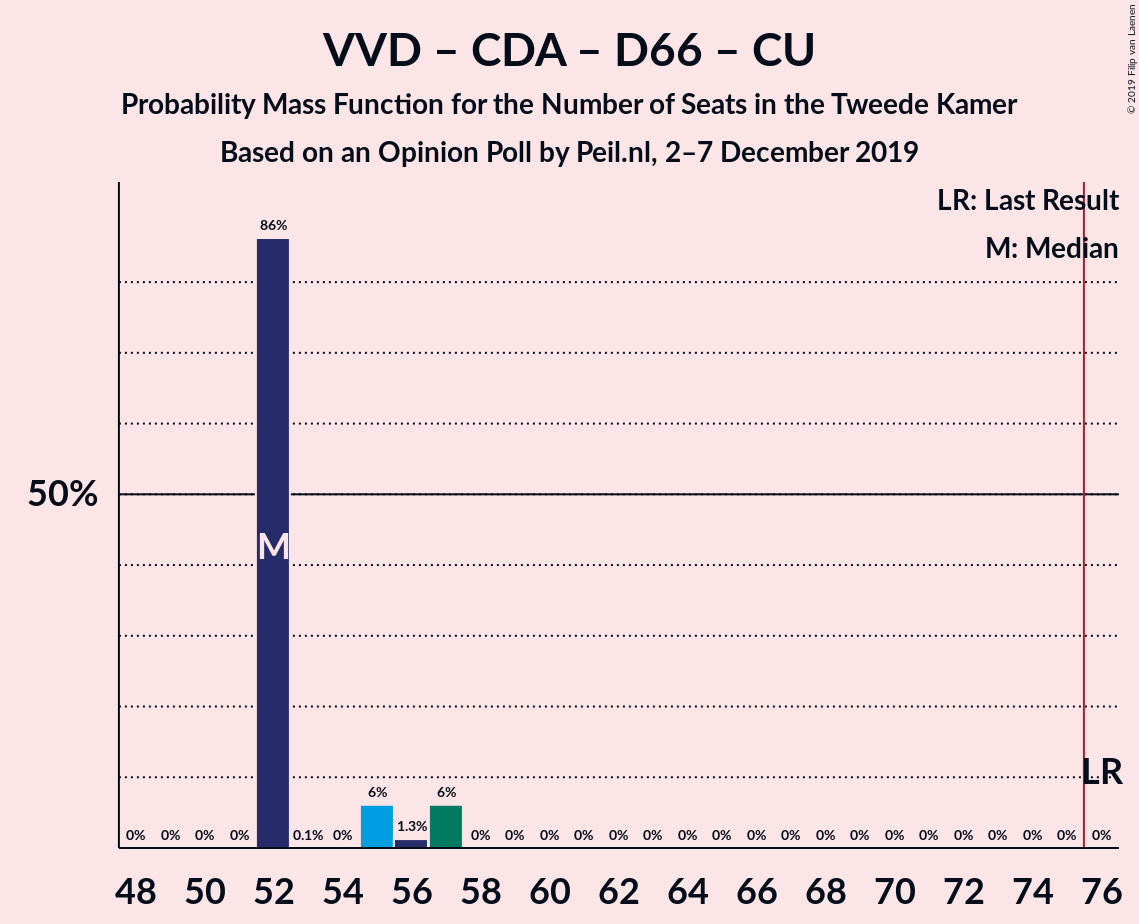 VVD – CDA – D66 – CU
Probability Mass Function for the Number of Seats in the Tweede Kamer
Based on an Opinion Poll by Peil.nl, 2–7 December 2019
© 2019 Filip van Laenen
LR: Last Result
M: Median
86%
50%
M
LR
6% 6%
0% 0% 0% 0% 0.1% 0% 1.3% 0% 0% 0% 0% 0% 0% 0% 0% 0% 0% 0% 0% 0% 0% 0% 0% 0% 0% 0%
48 50 52 54 56 58 60 62 64 66 68 70 72 74 76